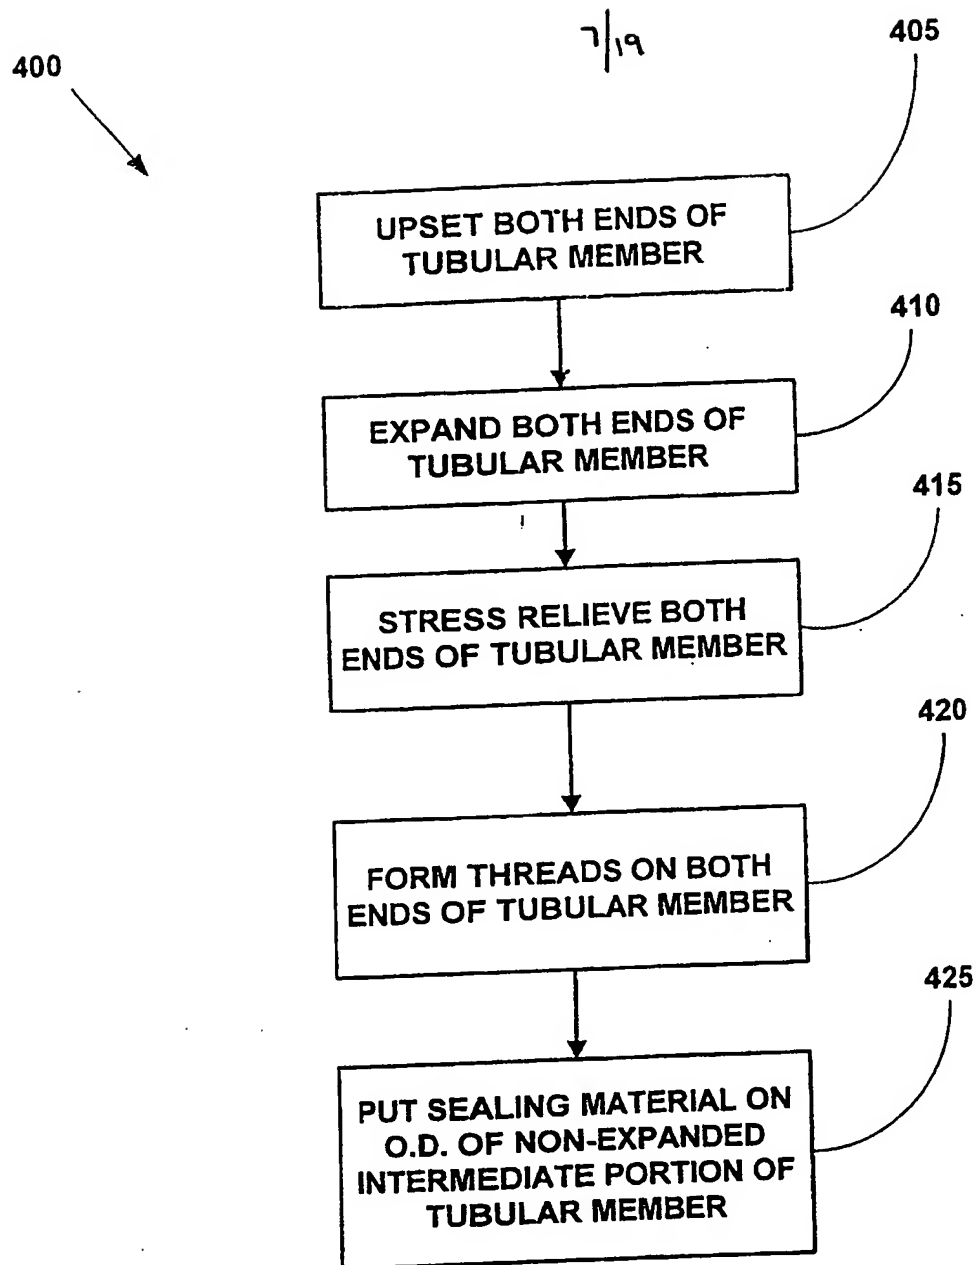 7/19
400
405
UPSET BOTH ENDS OF
TUBULAR MEMBER
410
EXPAND BOTH ENDS OF
TUBULAR MEMBER
415
STRESS RELIEVE BOTH
ENDS OF TUBULAR MEMBER
420
FORM THREADS ON BOTH
ENDS OF TUBULAR MEMBER
425
PUT SEALING MATERIAL ON
O.D. OF NON-EXPANDED
INTERMEDIATE PORTION OF
TUBULAR MEMBER